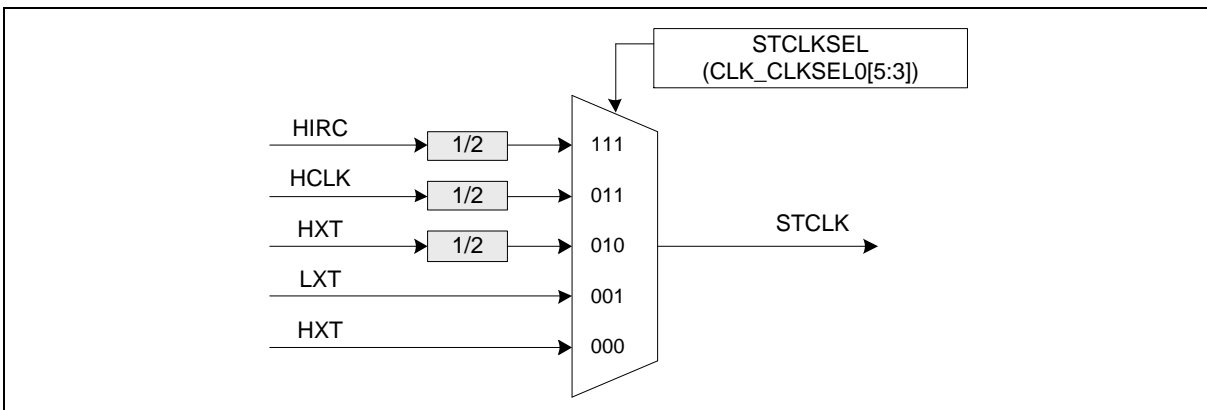 STCLKSEL
(CLK_CLKSEL0[5:3])
HIRC
1/2
111
HCLK
1/2
011
HXT
1/2
010
STCLK
LXT
001
HXT
000